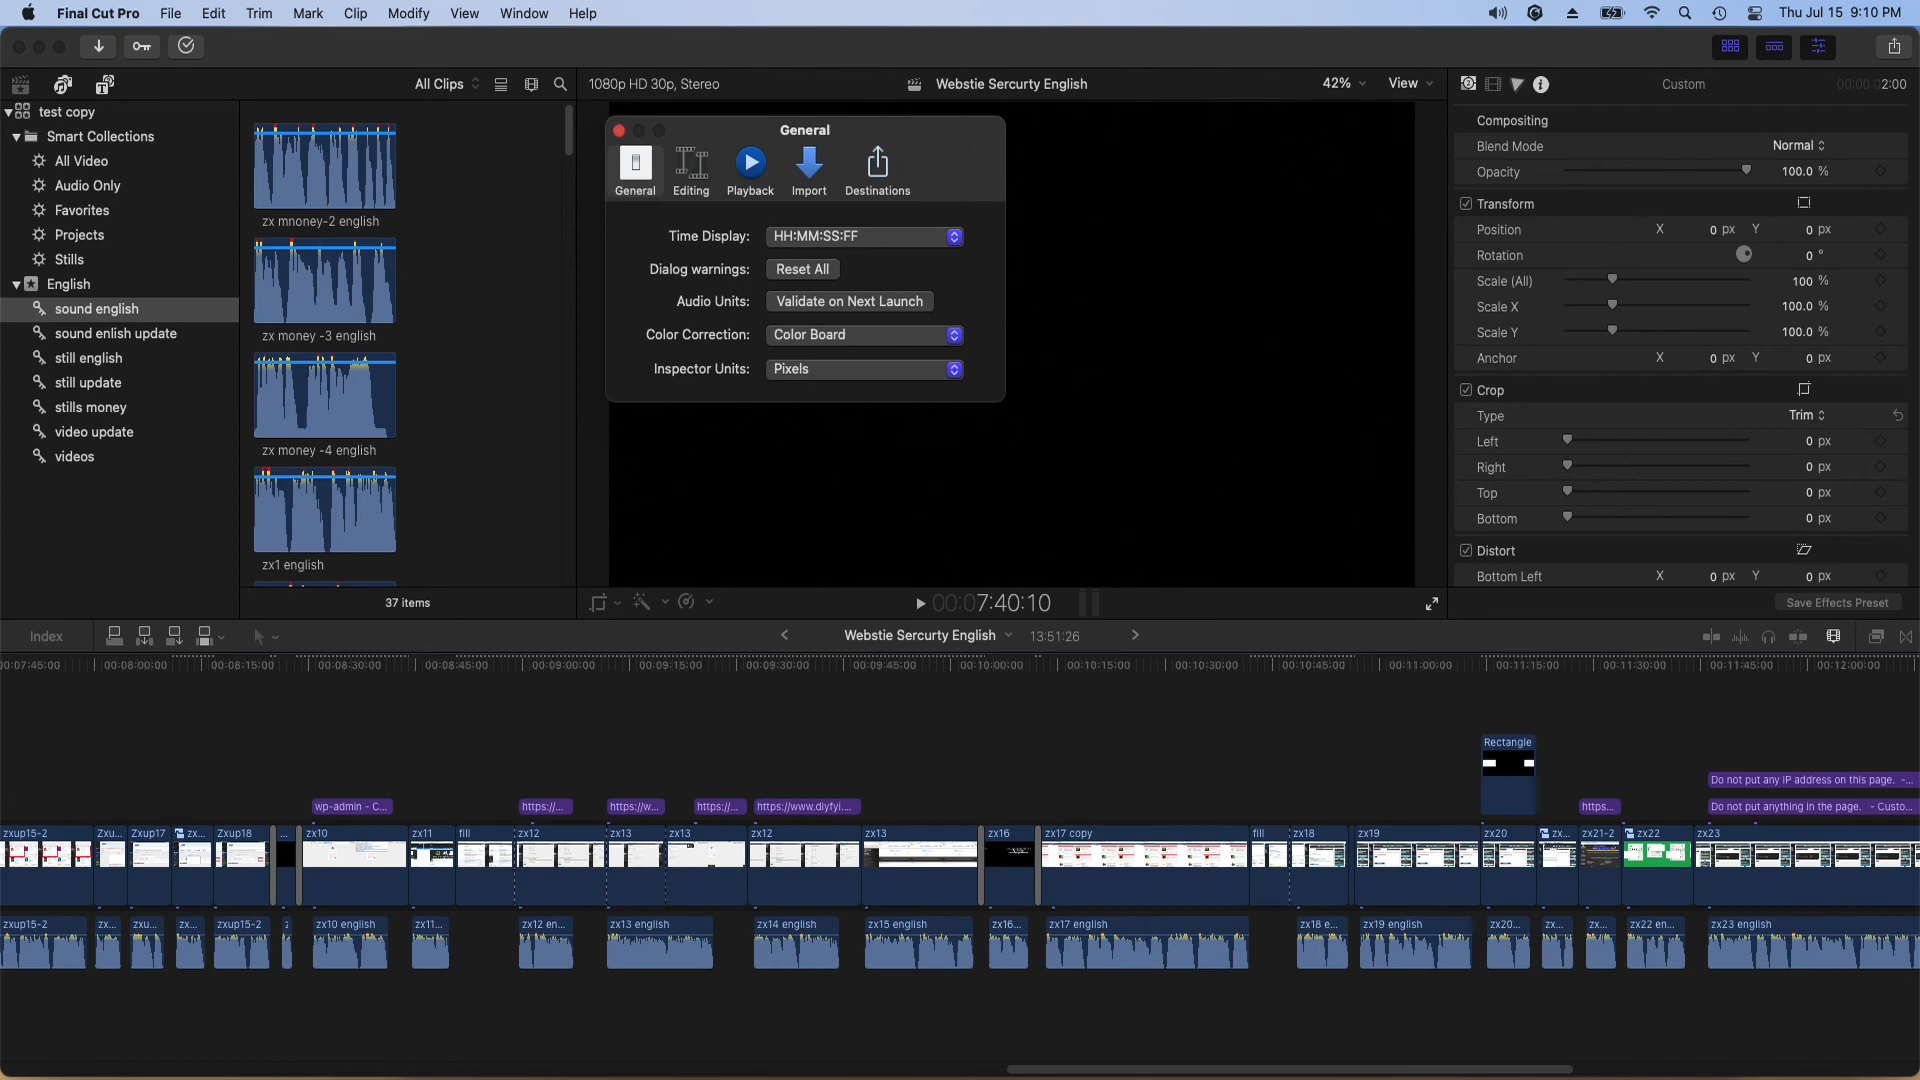 Final Cut Pro File Edit Trim Mark Clip Modify View Window Help Thu Jul 15 9:10 PM
All Clips 1080p HD 30p, Stereo Webstie Sercurty English 42% View Custom 00:00:02:00
test copy
Smart Collections
All Video
Audio Only
Favorites
Projects
Stills
English
sound english
sound enlish update
still english
still update
stills money
video update
videos
zx mnoney-2 english
zx money -3 english
zx money -4 english
zx1 english
37 items
General
General Editing Playback Import Destinations
Time Display: HH:MM:SS:FF
Dialog warnings: Reset All
Audio Units: Validate on Next Launch
Color Correction: Color Board
Inspector Units: Pixels
00:07:40:10
Compositing
Blend Mode Normal
Opacity 100.0 %
Transform
Position X 0 px Y 0 px
Rotation 0 °
Scale (All) 100 %
Scale X 100.0 %
Scale Y 100.0 %
Anchor X 0 px Y 0 px
Crop
Type Trim
Left 0 px
Right 0 px
Top 0 px
Bottom 0 px
Distort
Bottom Left X 0 px Y 0 px
Save Effects Preset
Index Webstie Sercurty English 13:51:26
00:07:45:00 00:08:00:00 00:08:15:00 00:08:30:00 00:08:45:00 00:09:00:00 00:09:15:00 00:09:30:00 00:09:45:00 00:10:00:00 00:10:15:00 00:10:30:00 00:10:45:00 00:11:00:00 00:11:15:00 00:11:30:00 00:11:45:00 00:12:00:00
Rectangle
Do not put any IP address on this page. -...
wp-admin - C... https://... https://w... https://... https://www.diyfyi.... https... Do not put anything in the page. - Custo...
zxup15-2 Zxu... Zxup17 zx... Zxup18 ... zx10 zx11 fill zx12 zx13 zx13 zx12 zx13 zx16 zx17 copy fill zx18 zx19 zx20 zx... zx21-2 zx22 zx23
zxup15-2 zx... zxu... zx... zxup15-2 z zx10 english zx11... zx12 en... zx13 english zx14 english zx15 english zx16... zx17 english zx18 e... zx19 english zx20... zx... zx... zx22 en... zx23 english